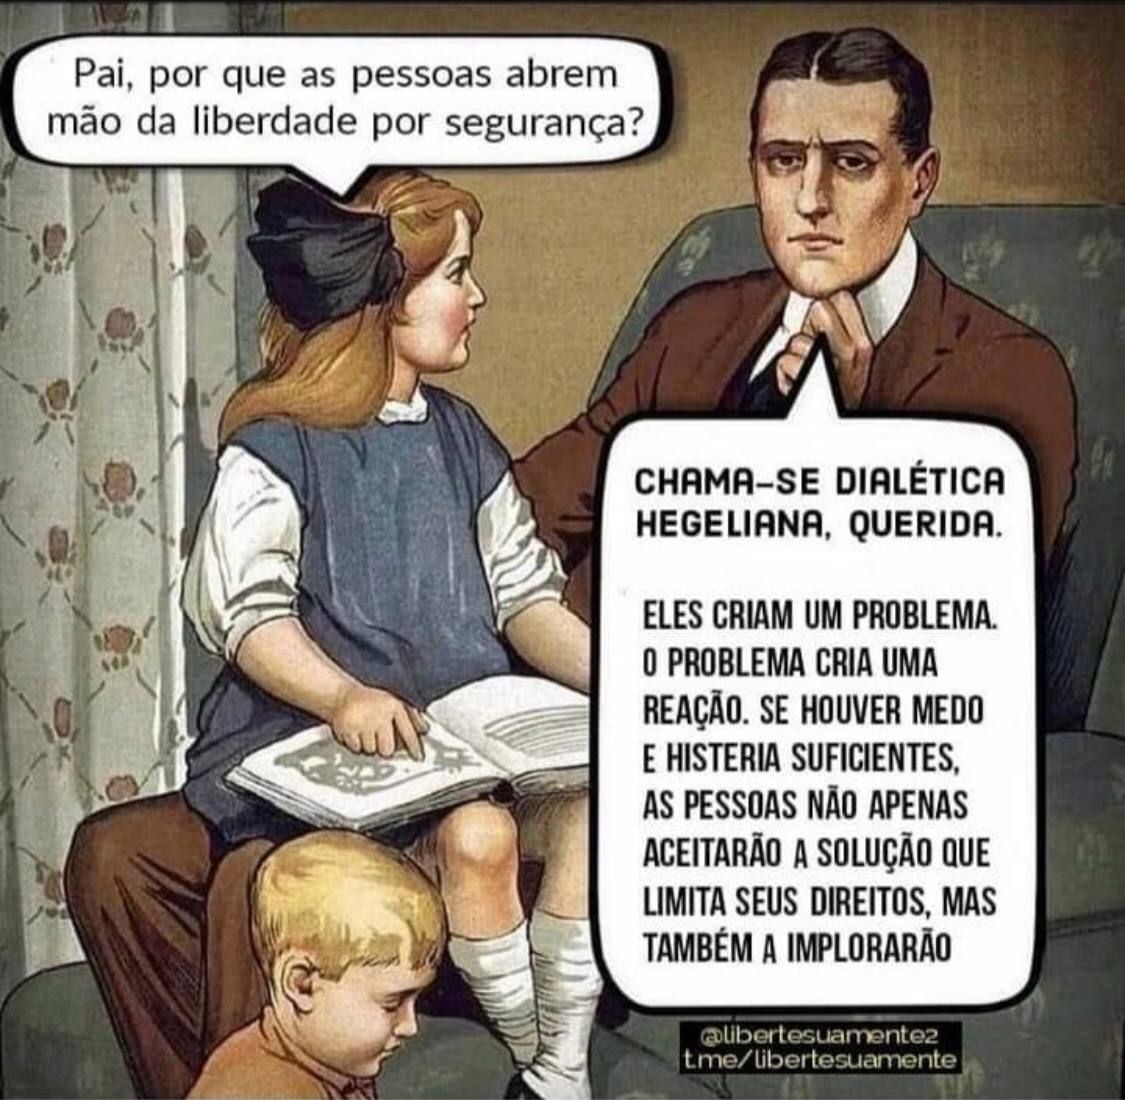 Pai, por que as pessoas abrem
mão da liberdade por segurança?
CHAMA-SE DIALÉTICA
HEGELIANA, QUERIDA.
ELES CRIAM UM PROBLEMA.
O PROBLEMA CRIA UMA
REAÇÃO. SE HOUVER MEDO
E HISTERIA SUFICIENTES,
AS PESSOAS NÃO APENAS
ACEITARÃO A SOLUÇÃO QUE
LIMITA SEUS DIREITOS, MAS
TAMBÉM A IMPLORARÃO
@libertesuamente2
t.me/libertesuamente